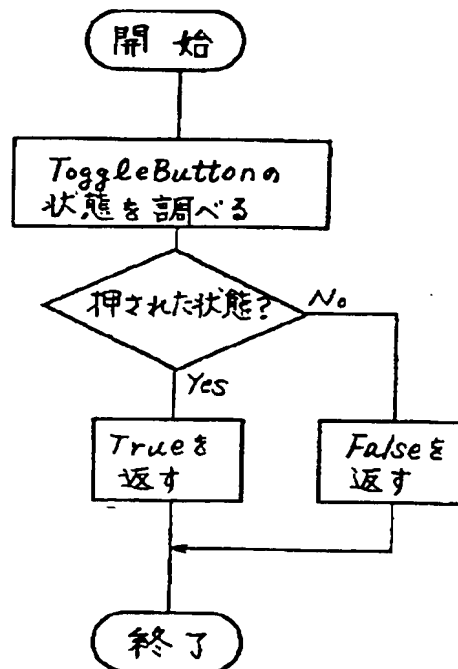 開始
ToggleButtonの
状態を調べる
押された状態?
No
Yes
Trueを
返す
Falseを
返す
終了